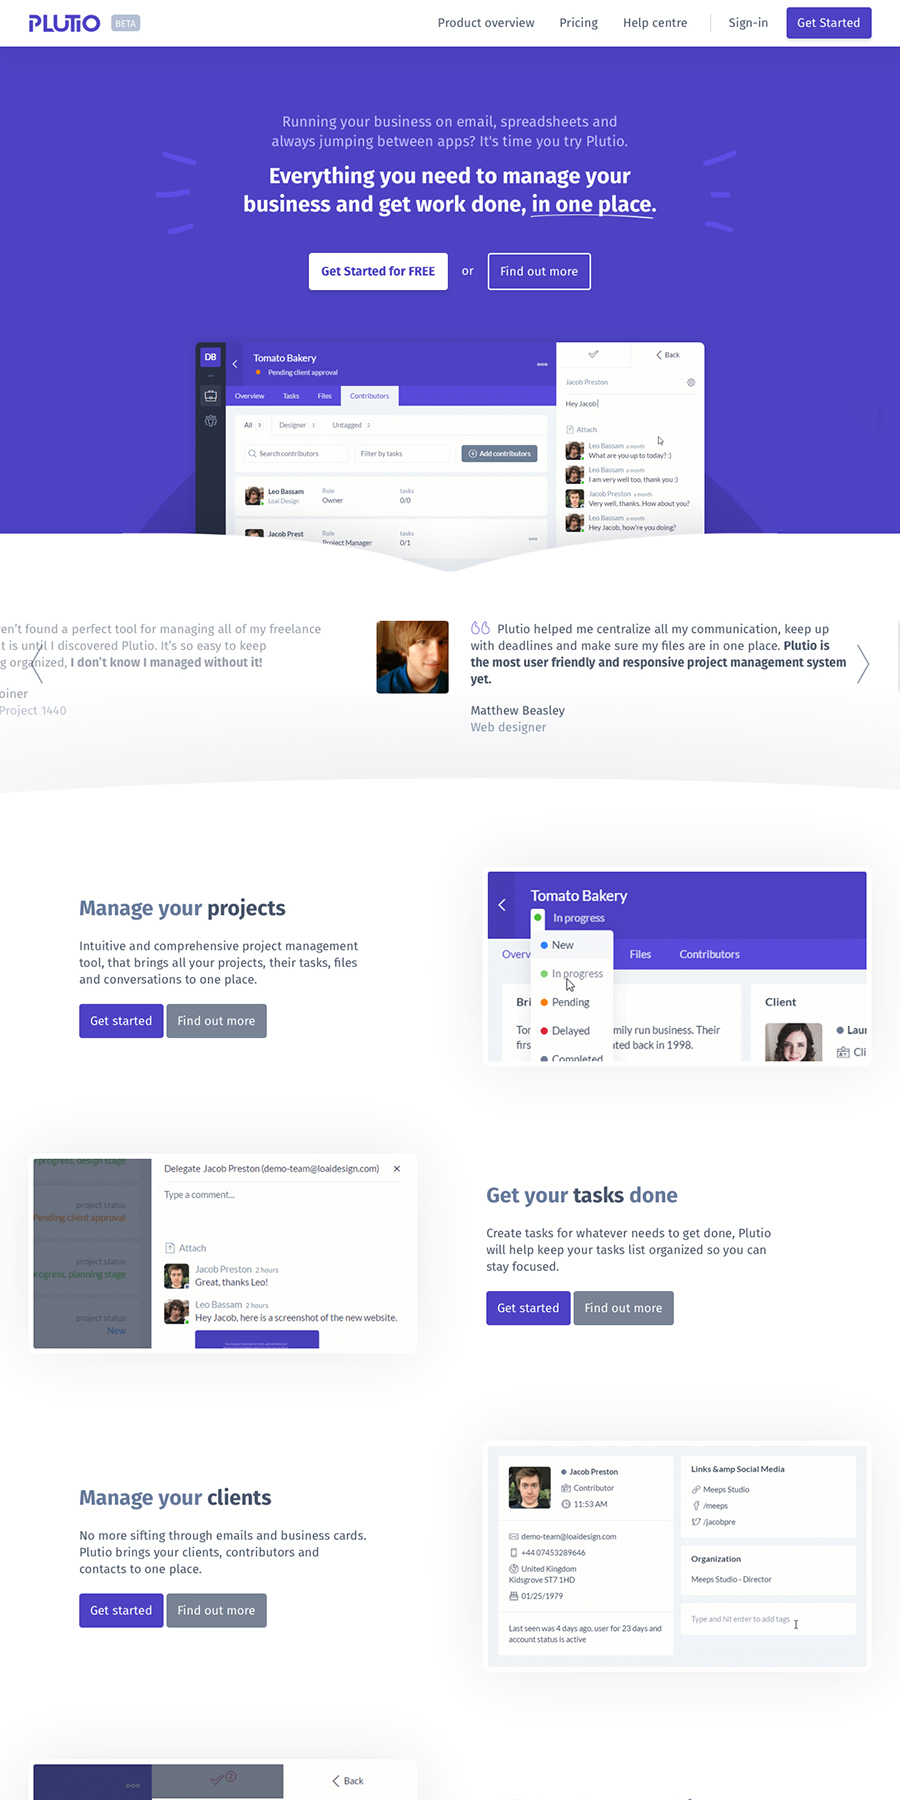 PLUTIO BETA
Product overview
Pricing
Help centre
Sign-in
Get Started
Running your business on email, spreadsheets and
always jumping between apps? It's time you try Plutio.
Everything you need to manage your
business and get work done, in one place.
Get Started for FREE
or
Find out more
DB
Tomato Bakery
Pending client approval
Overview
Tasks
Files
Contributors
All 3
Designer 1
Untagged 2
Search contributors
Filter by tasks
Add contributors
Leo Bassam
Loai Design
Role
Owner
tasks
0/0
Jacob Prest
Role
Project Manager
tasks
0/1
Back
Jacob Preston
Hey Jacob
Attach
Leo Bassam a month
What are you up to today? :)
Leo Bassam a month
I am very well too, thank you :)
Jacob Preston a month
Very well, thanks. How about you?
Leo Bassam a month
Hey Jacob, how're you doing?
en't found a perfect tool for managing all of my freelance
t is until I discovered Plutio. It's so easy to keep
g organized, I don't know I managed without it!
oiner
Project 1440
Plutio helped me centralize all my communication, keep up
with deadlines and make sure my files are in one place. Plutio is
the most user friendly and responsive project management system
yet.
Matthew Beasley
Web designer
Manage your projects
Intuitive and comprehensive project management
tool, that brings all your projects, their tasks, files
and conversations to one place.
Get started
Find out more
Tomato Bakery
In progress
Overv
Files
Contributors
New
In progress
Pending
Delayed
Completed
Bri
Tor
mily run business. Their
firs
ted back in 1998.
Client
Laur
Cli
progress, design stage
project status
Pending client approval
project status
rogress, planning stage
project status
New
Delegate Jacob Preston (demo-team@loaidesign.com)
Type a comment...
Attach
Jacob Preston 2 hours
Great, thanks Leo!
Leo Bassam 2 hours
Hey Jacob, here is a screenshot of the new website.
Get your tasks done
Create tasks for whatever needs to get done, Plutio
will help keep your tasks list organized so you can
stay focused.
Get started
Find out more
Manage your clients
No more sifting through emails and business cards.
Plutio brings your clients, contributors and
contacts to one place.
Get started
Find out more
Jacob Preston
Contributor
11:53 AM
demo-team@loaidesign.com
+44 07453289646
United Kingdom
Kidsgrove ST7 1HD
01/25/1979
Last seen was 4 days ago, user for 23 days and
account status is active
Links &amp Social Media
Meeps Studio
/meeps
/jacobpre
Organization
Meeps Studio - Director
Type and hit enter to add tags
2
Back